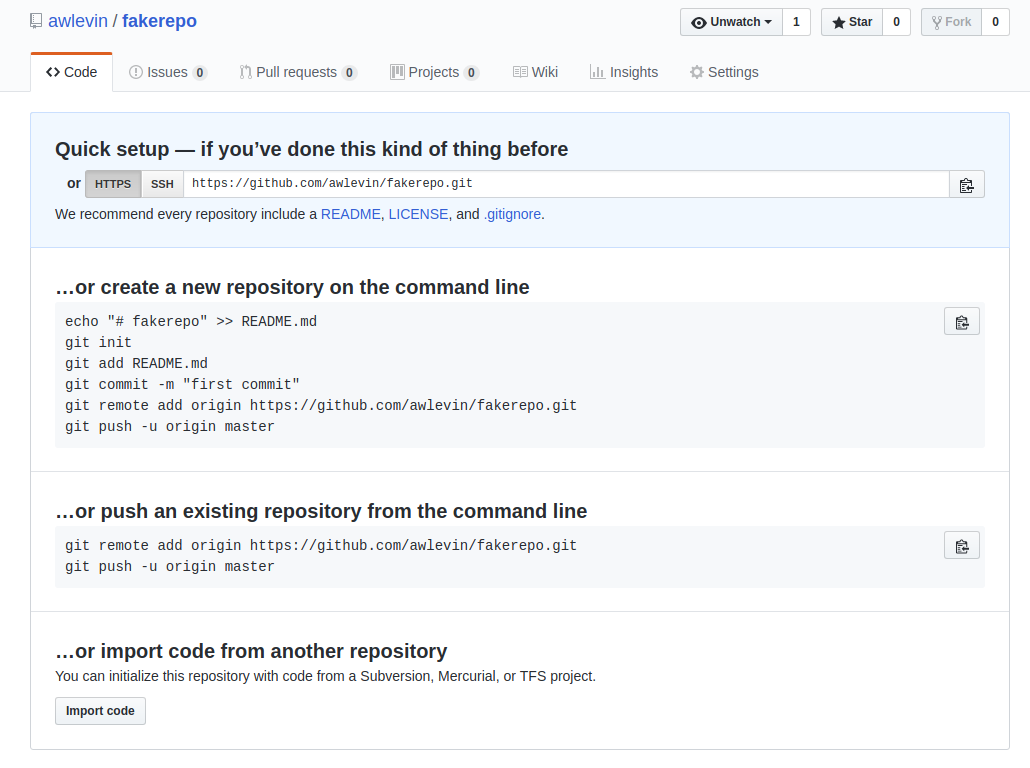 awlevin / fakerepo Unwatch 1 Star 0 Fork 0
Code Issues 0 Pull requests 0 Projects 0 Wiki Insights Settings
Quick setup — if you’ve done this kind of thing before
or HTTPS SSH https://github.com/awlevin/fakerepo.git
We recommend every repository include a README, LICENSE, and .gitignore.
…or create a new repository on the command line
echo "# fakerepo" >> README.md
git init
git add README.md
git commit -m "first commit"
git remote add origin https://github.com/awlevin/fakerepo.git
git push -u origin master
…or push an existing repository from the command line
git remote add origin https://github.com/awlevin/fakerepo.git
git push -u origin master
…or import code from another repository
You can initialize this repository with code from a Subversion, Mercurial, or TFS project.
Import code